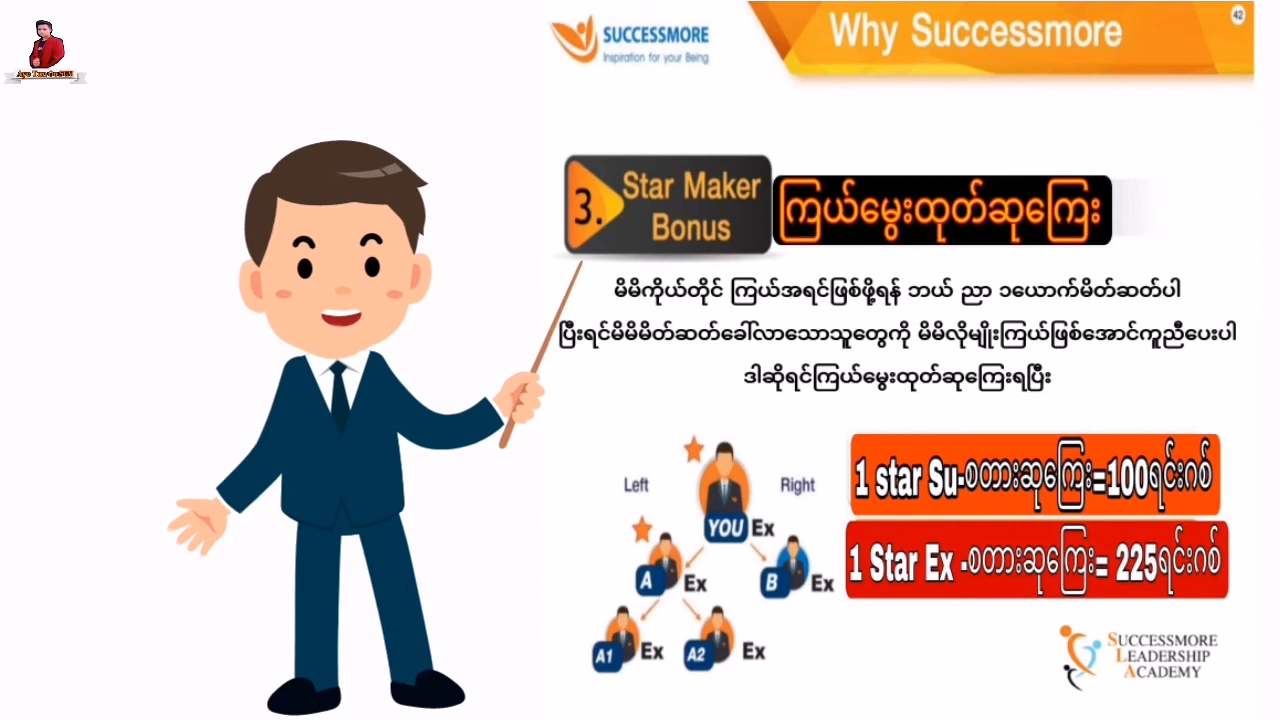 SUCCESSMORE
Inspiration for your Being
Why Successmore
42
3.
Star Maker
Bonus
ကြယ်မွေးထုတ်ဆုကြေး
မိမိကိုယ်တိုင် ကြယ်အရင်ဖြစ်ဖို့ရန် ဘယ် ညာ ၁ယောက်မိတ်ဆတ်ပါ
ပြီးရင်မိမိမိတ်ဆတ်ခေါ်လာသောသူတွေကို မိမိလိုမျိုးကြယ်ဖြစ်အောင်ကူညီပေးပါ
ဒါဆိုရင်ကြယ်မွေးထုတ်ဆုကြေးရပြီး
Left
Right
YOU Ex
A Ex
B Ex
A1 Ex
A2 Ex
1 star Su-စတားဆုကြေး=100ရင်းဂစ်
1 Star Ex -စတားဆုကြေး= 225ရင်းဂစ်
SUCCESSMORE
LEADERSHIP
ACADEMY